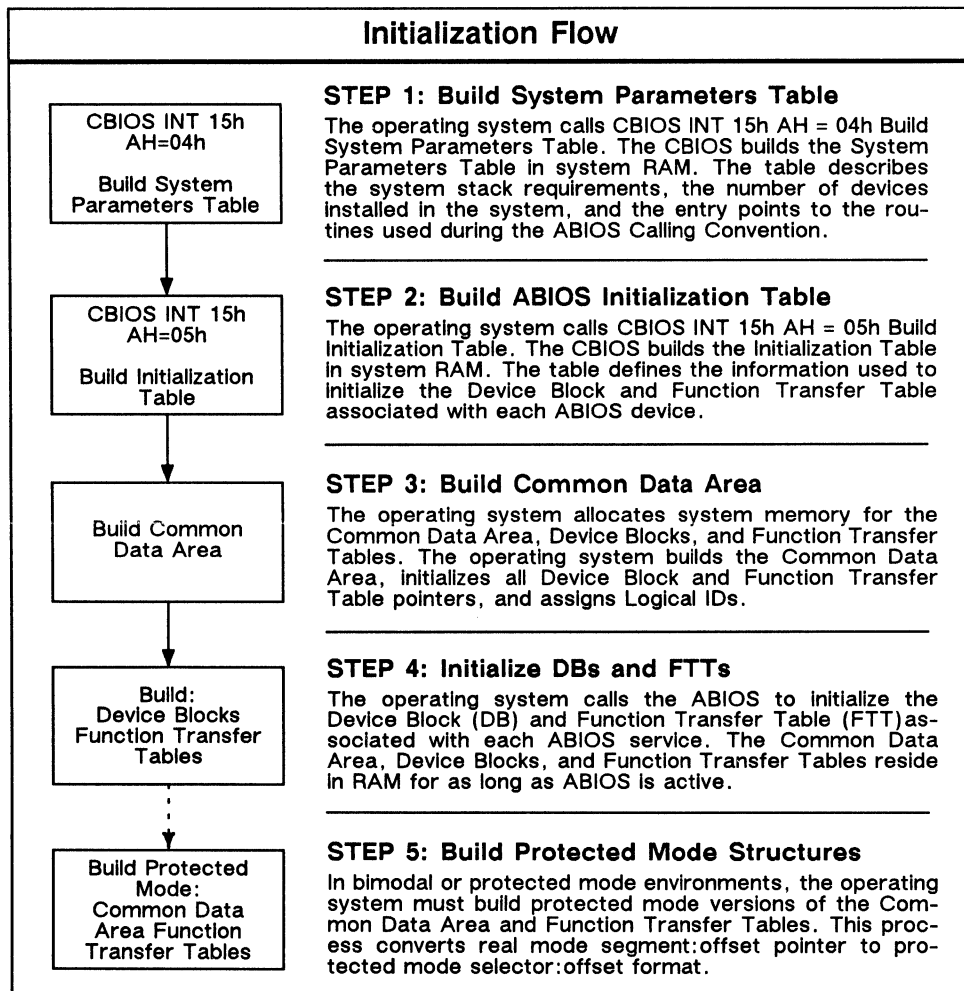 Initialization Flow
CBIOS INT 15h
AH=04h
Build System
Parameters Table
STEP 1: Build System Parameters Table
The operating system calls CBIOS INT 15h AH = 04h Build
System Parameters Table. The CBIOS builds the System
Parameters Table in system RAM. The table describes
the system stack requirements, the number of devices
installed in the system, and the entry points to the rou-
tines used during the ABIOS Calling Convention.
CBIOS INT 15h
AH=05h
Build Initialization
Table
STEP 2: Build ABIOS Initialization Table
The operating system calls CBIOS INT 15h AH = 05h Build
Initialization Table. The CBIOS builds the Initialization Table
in system RAM. The table defines the information used to
initialize the Device Block and Function Transfer Table
associated with each ABIOS device.
Build Common
Data Area
STEP 3: Build Common Data Area
The operating system allocates system memory for the
Common Data Area, Device Blocks, and Function Transfer
Tables. The operating system builds the Common Data
Area, initializes all Device Block and Function Transfer
Table pointers, and assigns Logical IDs.
Build:
Device Blocks
Function Transfer
Tables
STEP 4: Initialize DBs and FTTs
The operating system calls the ABIOS to initialize the
Device Block (DB) and Function Transfer Table (FTT)as-
sociated with each ABIOS service. The Common Data
Area, Device Blocks, and Function Transfer Tables reside
in RAM for as long as ABIOS is active.
Build Protected
Mode:
Common Data
Area Function
Transfer Tables
STEP 5: Build Protected Mode Structures
In bimodal or protected mode environments, the operating
system must build protected mode versions of the Com-
mon Data Area and Function Transfer Tables. This proc-
ess converts real mode segment:offset pointer to pro-
tected mode selector:offset format.